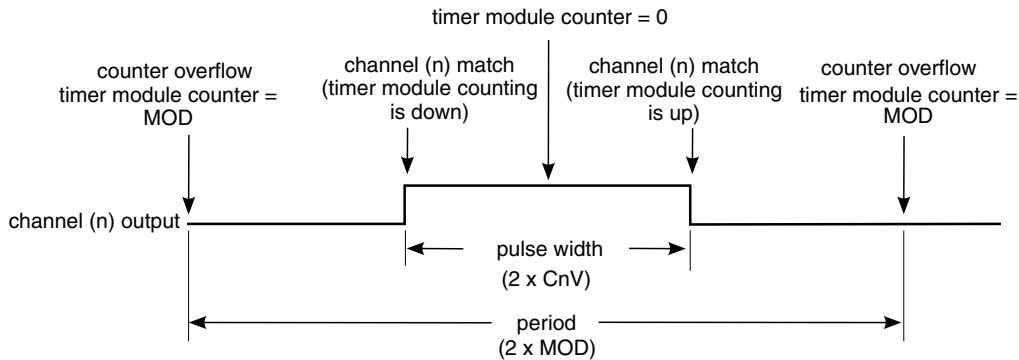 timer module counter = 0
counter overflow
timer module counter =
MOD
channel (n) match
(timer module counting
is down)
channel (n) match
(timer module counting
is up)
counter overflow
timer module counter =
MOD
channel (n) output
pulse width
(2 x CnV)
period
(2 x MOD)